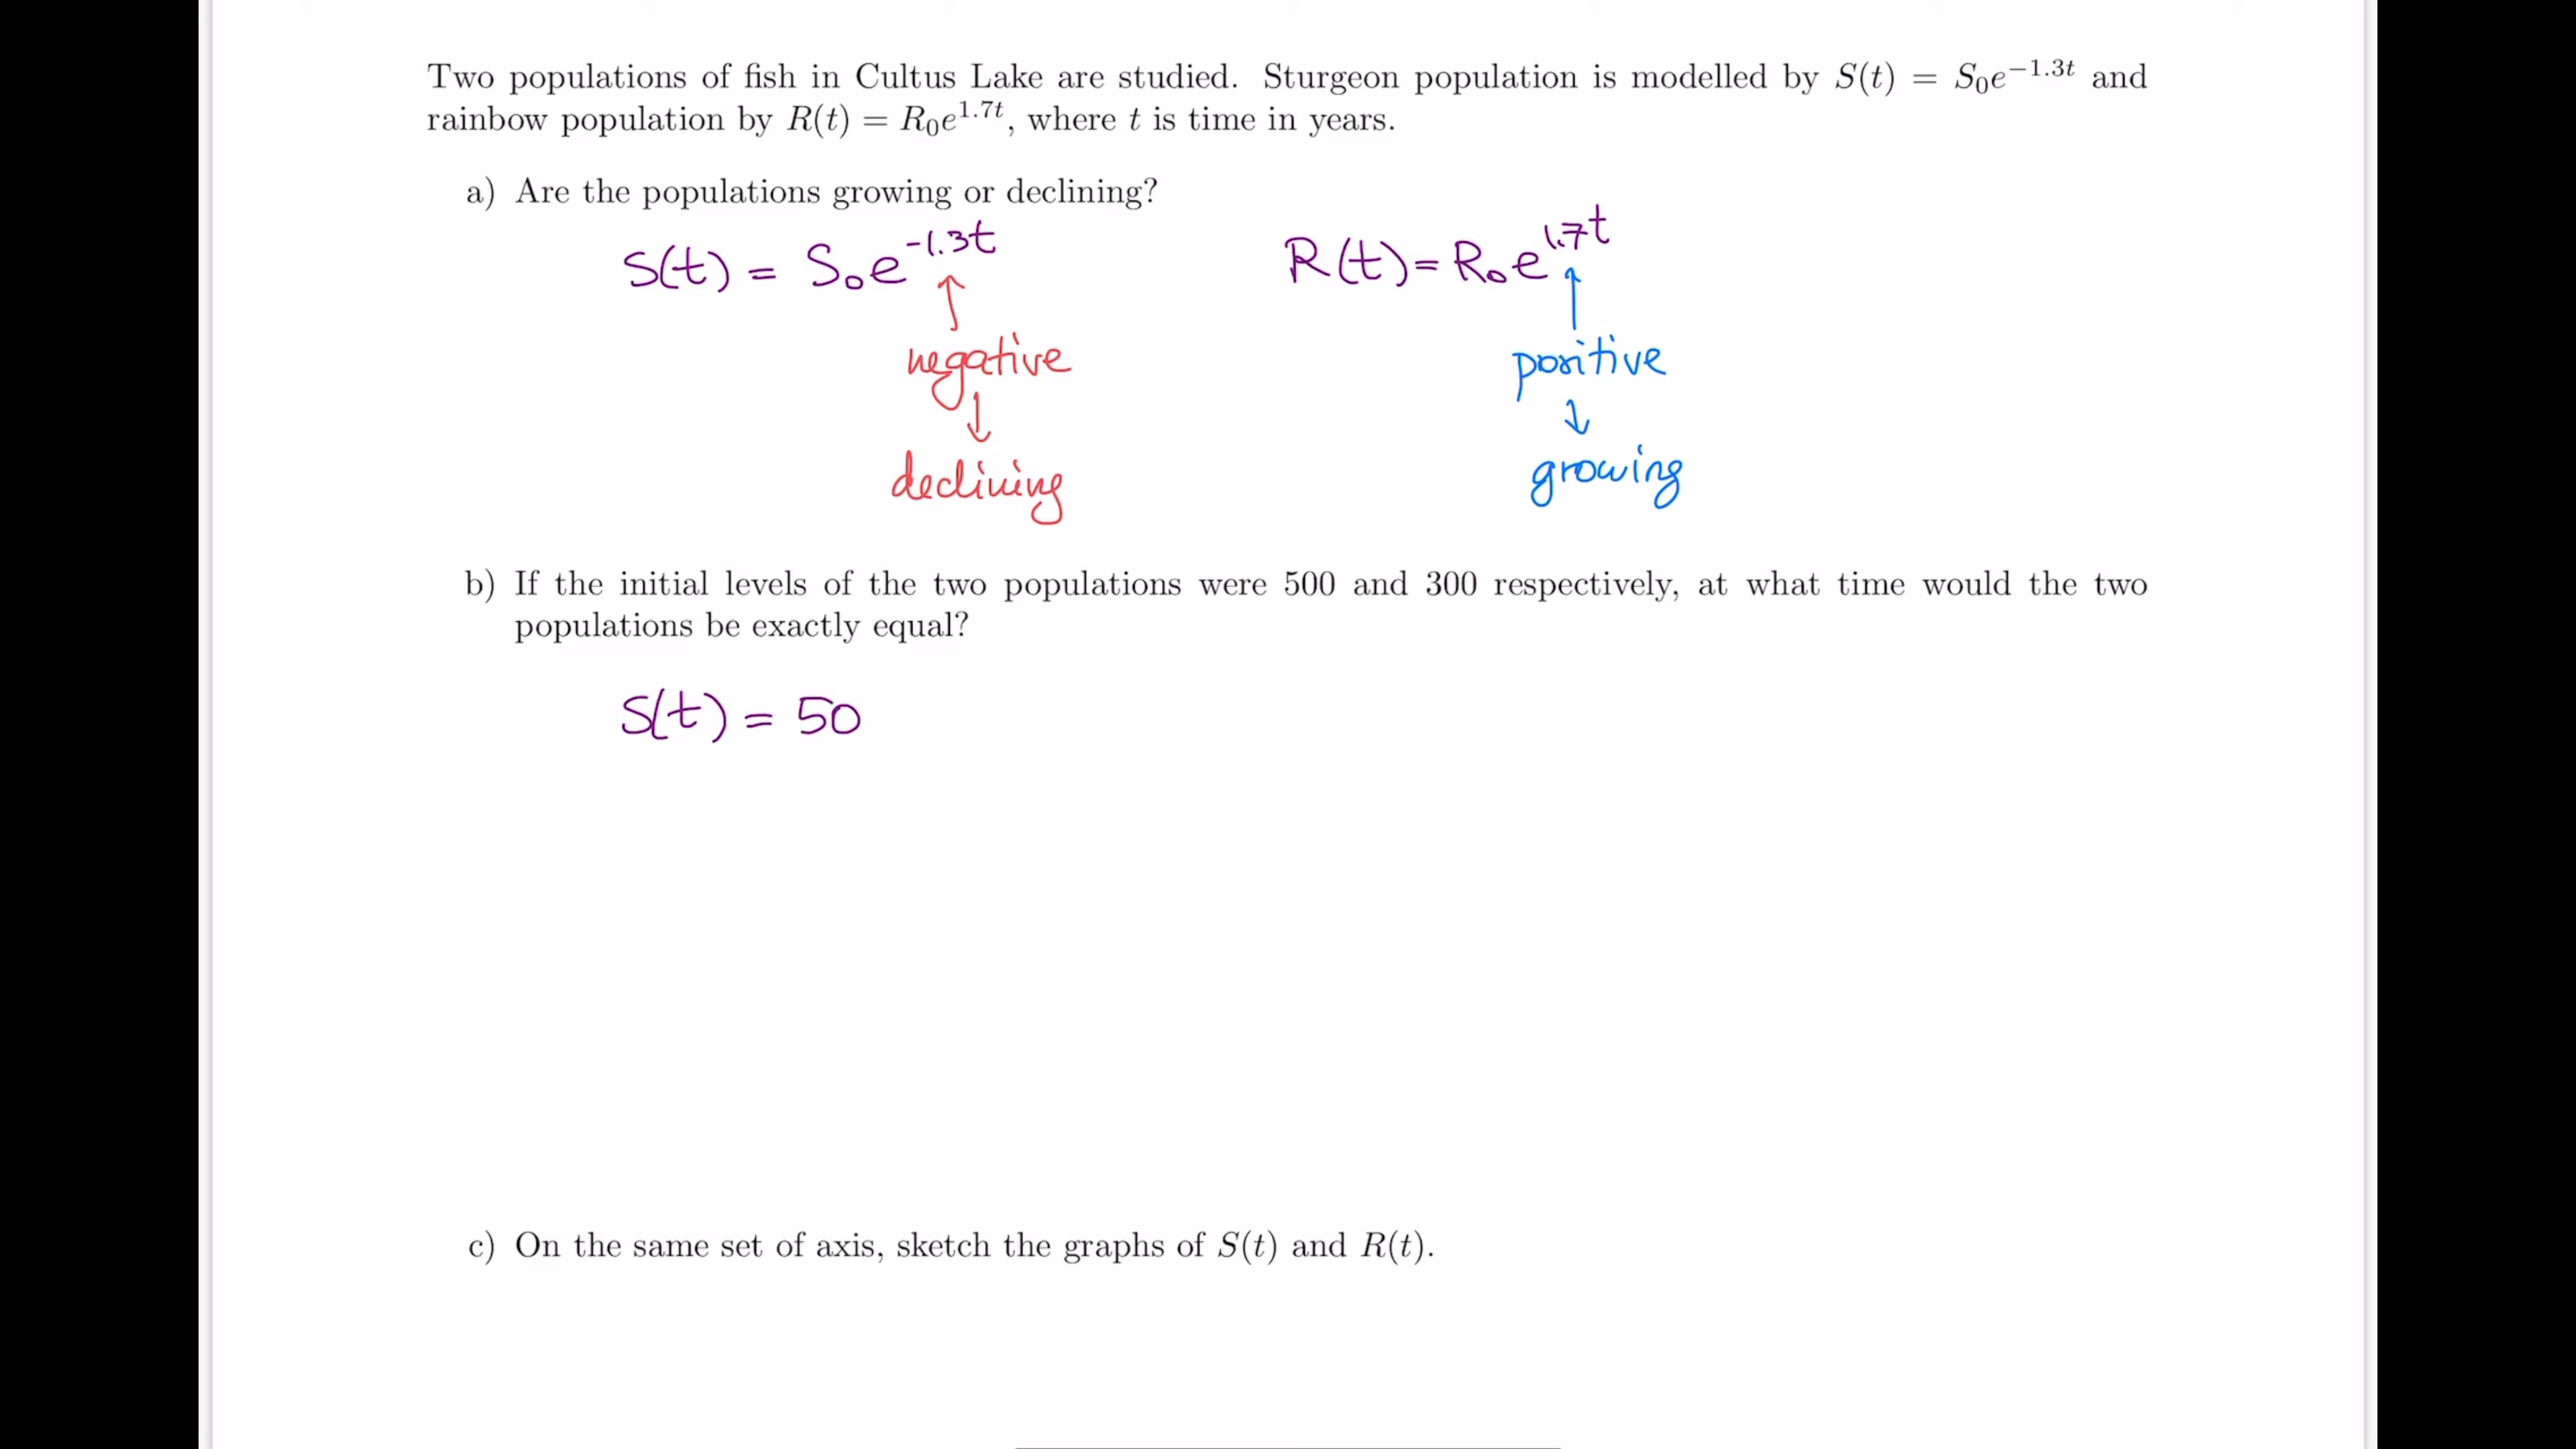 Two populations of fish in Cultus Lake are studied. Sturgeon population is modelled by S(t) = S₀e⁻¹·³ᵗ and
rainbow population by R(t) = R₀e¹·⁷ᵗ, where t is time in years.
a) Are the populations growing or declining?
S(t) = S₀e⁻¹·³ᵗ
R(t) = R₀e¹·⁷ᵗ
↑
↑
negative
positive
↓
↓
declining
growing
b) If the initial levels of the two populations were 500 and 300 respectively, at what time would the two
populations be exactly equal?
S(t) = 50
c) On the same set of axis, sketch the graphs of S(t) and R(t).